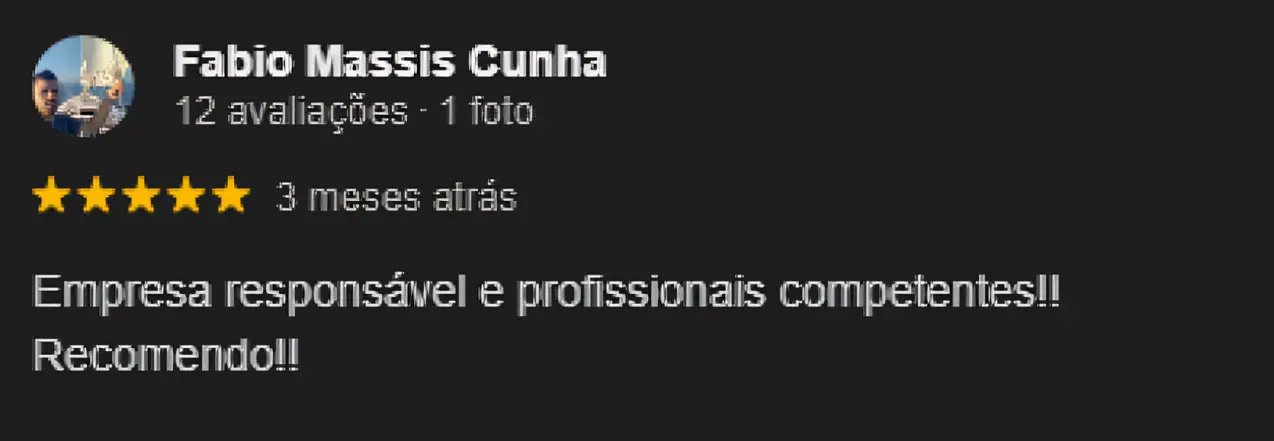 Fabio Massis Cunha
12 avaliações · 1 foto
3 meses atrás
Empresa responsável e profissionais competentes!!
Recomendo!!